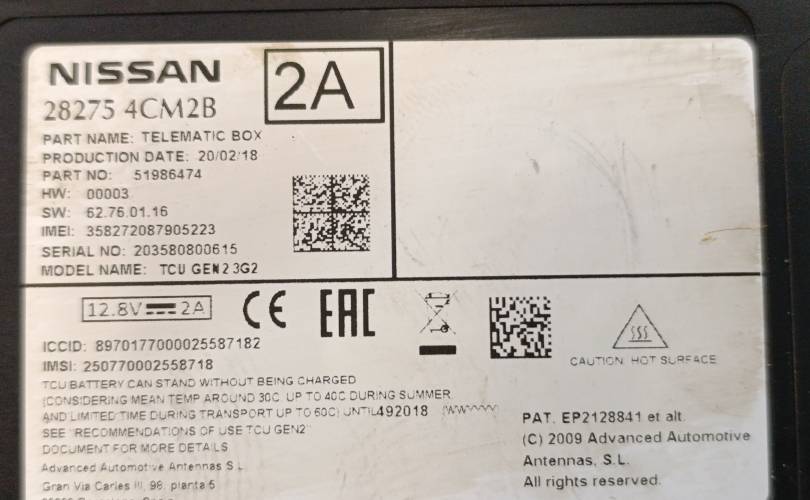 NISSAN
2A
28275 4CM2B
PART NAME: TELEMATIC BOX
PRODUCTION DATE: 20/02/18
PART NO: 51986474
HW: 00003
SW: 62.76.01.16
IMEI: 358272087905223
SERIAL NO: 203580800615
MODEL NAME: TCU GEN2 3G2
12.8V 2A
CE
EAC
ICCID: 8970177000025587182
IMSI: 250770002558718
CAUTION: HOT SURFACE
TCU BATTERY CAN STAND WITHOUT BEING CHARGED
(CONSIDERING MEAN TEMP AROUND 30C, UP TO 40C DURING SUMMER
AND LIMITED TIME DURING TRANSPORT UP TO 60C) UNTIL 492018
SEE "RECOMMENDATIONS OF USE TCU GEN2"
DOCUMENT FOR MORE DETAILS
Advanced Automotive Antennas S.L.
Gran Via Carles III, 98, planta 5
PAT. EP2128841 et alt.
(C) 2009 Advanced Automotive
Antennas, S.L.
All rights reserved.